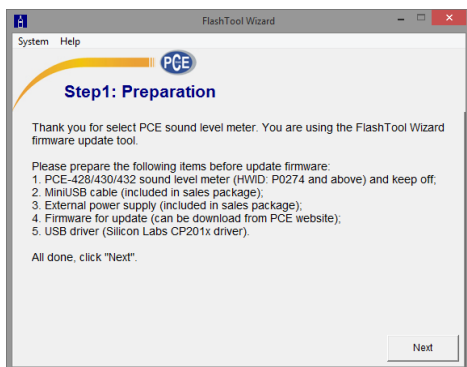 FlashTool Wizard
System Help
PCE
Step1: Preparation
Thank you for select PCE sound level meter. You are using the FlashTool Wizard
firmware update tool.
Please prepare the following items before update firmware:
1. PCE-428/430/432 sound level meter (HWID: P0274 and above) and keep off;
2. MiniUSB cable (included in sales package);
3. External power supply (included in sales package);
4. Firmware for update (can be download from PCE website);
5. USB driver (Silicon Labs CP201x driver).
All done, click "Next".
Next